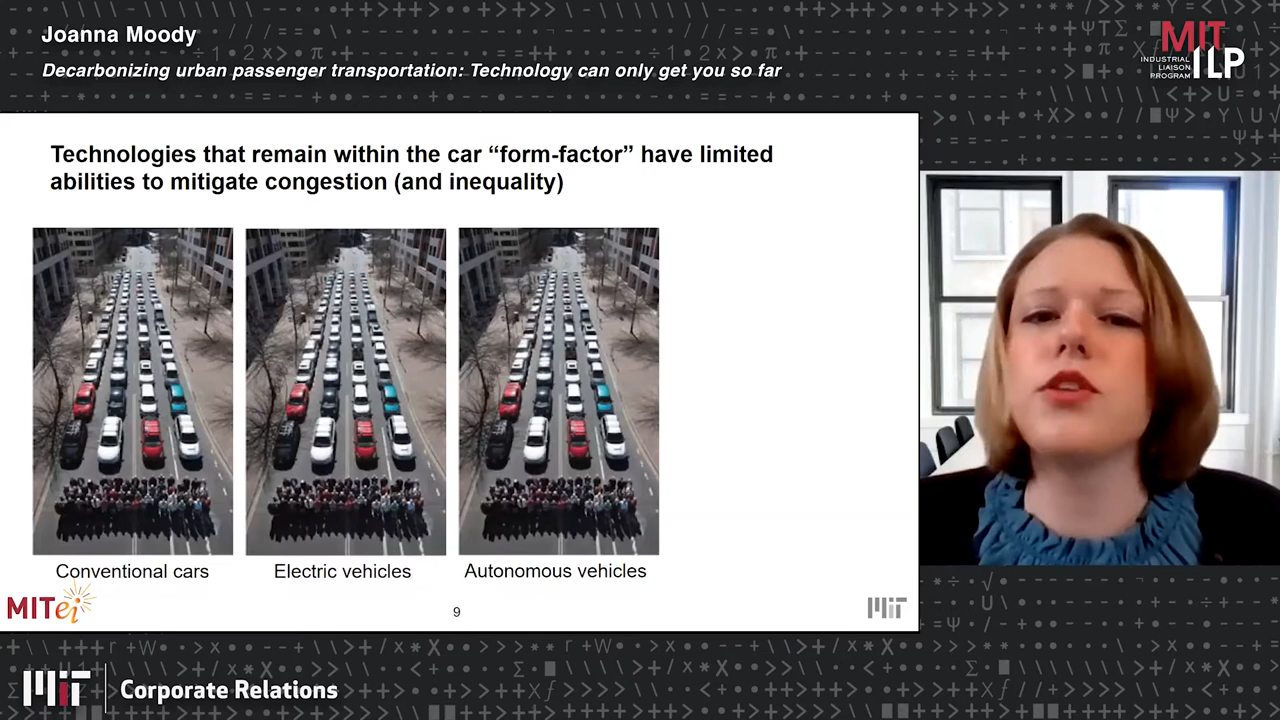 Joanna Moody
Decarbonizing urban passenger transportation: Technology can only get you so far
MIT
INDUSTRIAL
LIAISON
PROGRAM
ILP
Technologies that remain within the car “form-factor” have limited
abilities to mitigate congestion (and inequality)
Conventional cars
Electric vehicles
Autonomous vehicles
MITei
9
MIT
MIT
Corporate Relations